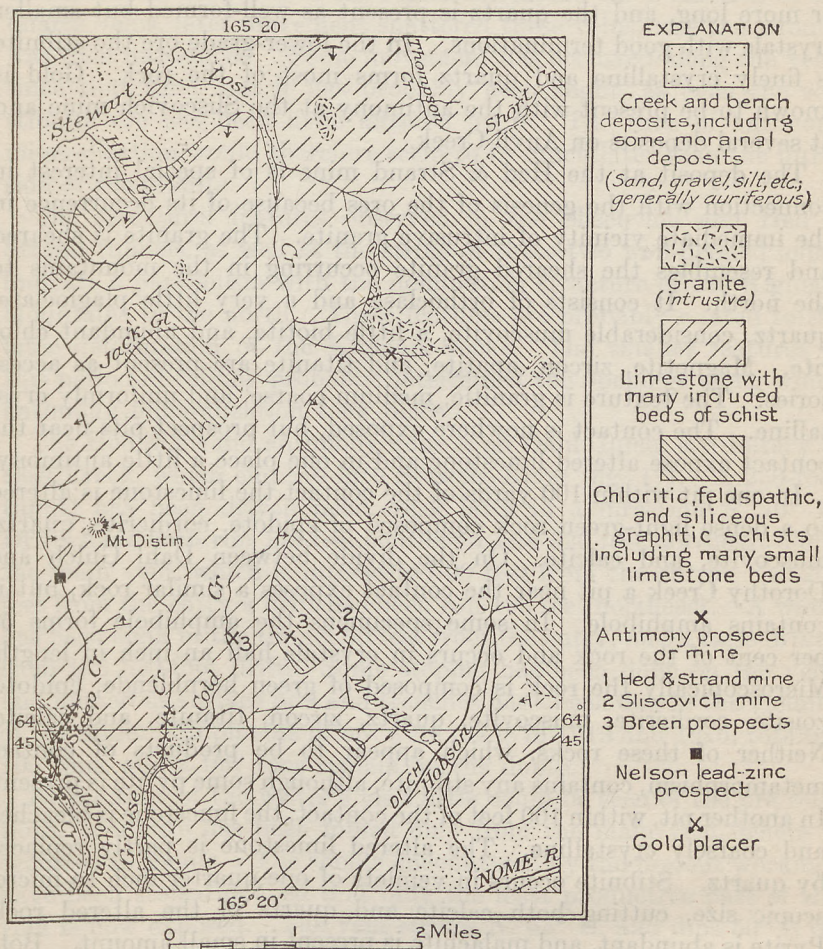 165°20'
Stewart R
Lost
Thompson
Cr
Short Cr
Hill Gl
Cr
Jack Gl
1
Mt Distin
Cr
3
3
2
Cold
Cr
Sheep Cr
Cr
Manila Cr
64°
45'
64°
45'
DITCH
Hobson
Goldbottom
Cr
Grouse
NOME R
165°20'
0 1 2 Miles
EXPLANATION
Creek and bench
deposits, including
some morainal
deposits
(Sand, gravel, silt, etc;
generally auriferous)
Granite
(intrusive)
Limestone with
many included
beds of schist
Chloritic, feldspathic,
and siliceous
graphitic schists
including many small
limestone beds
Antimony prospect
or mine
1 Hed & Strand mine
2 Sliscovich mine
3 Breen prospects
Nelson lead-zinc
prospect
Gold placer